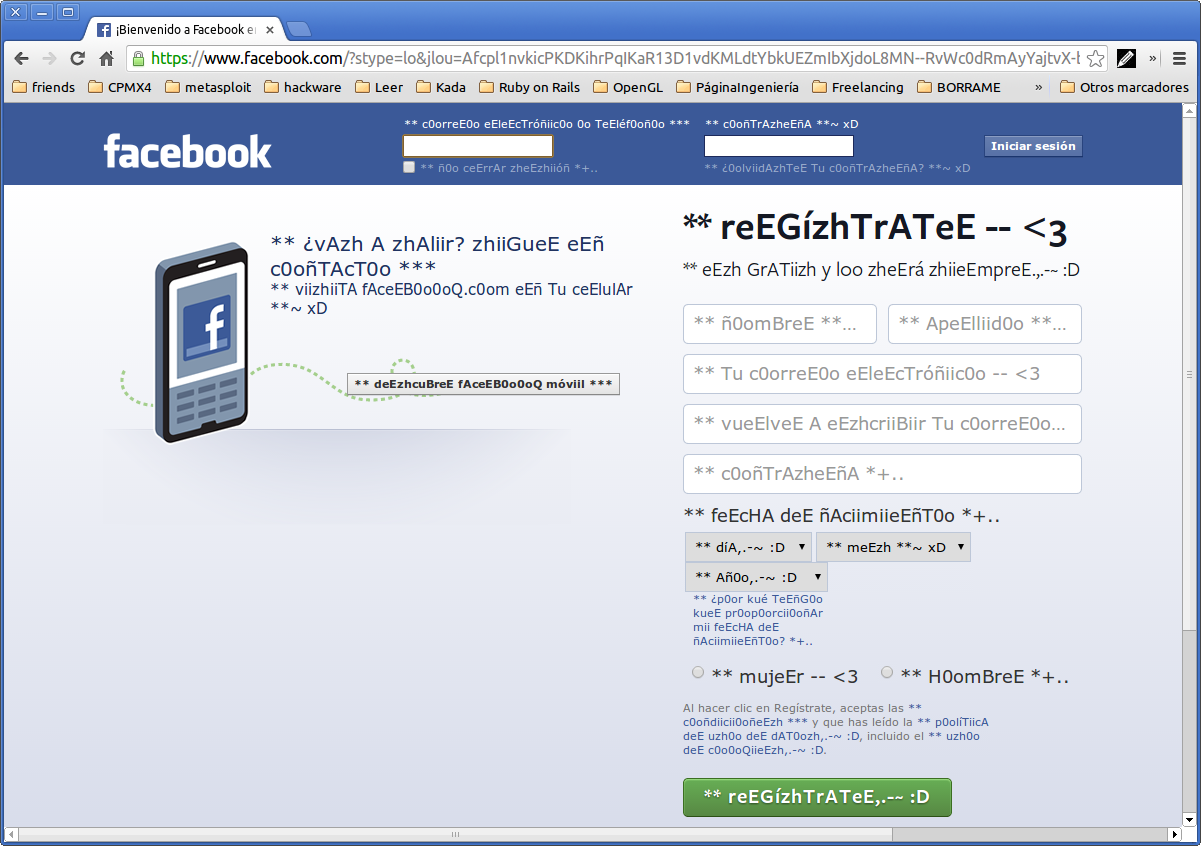 ¡Bienvenido a Facebook e
https://www.facebook.com/?stype=lo&jlou=Afcpl1nvkicPKDKihrPqIKaR13D1vdKMLdtYbkUEZmIbXjdoL8MN--RvWc0dRmAyYajtvX-b
friends CPMX4 metasploit hackware Leer Kada Ruby on Rails OpenGL PáginaIngeniería Freelancing BORRAME » Otros marcadores
** c0orreE0o eEleEcTróñiic0o 0o TeEléf0oñ0o *** ** c0oñTrAzheEñA **~ xD
facebook
Iniciar sesión
** ñ0o ceErrAr zheEzhiióñ *+.. ** ¿0olviidAzhTeE Tu c0oñTrAzheEñA? **~ xD
** ¿vAzh A zhAliir? zhiiGueE eEñ
c0oñTAcT0o ***
** viizhiiTA fAceEB0o0oQ.c0om eEñ Tu ceElulAr
**~ xD
** deEzhcuBreE fAceEB0o0oQ móviil ***
** reEGízhTrATeE -- <3
** eEzh GrATiizh y loo zheErá zhiieEmpreE.,.-~ :D
** ñ0omBreE **... ** ApeElliid0o **...
** Tu c0orreE0o eEleEcTróñiic0o -- <3
** vueElveE A eEzhcriiBiir Tu c0orreE0o...
** c0oñTrAzheEñA *+..
** feEcHA deE ñAciimiieEñT0o *+..
** díA,.-~ :D ** meEzh **~ xD
** Añ0o,.-~ :D
** ¿p0or kué TeEñG0o
kueE pr0op0orcii0oñAr
mii feEcHA deE
ñAciimiieEñT0o? *+..
** mujeEr -- <3 ** H0omBreE *+..
Al hacer clic en Regístrate, aceptas las **
c0oñdiicii0oñeEzh *** y que has leído la ** p0olíTiicA
deE uzh0o deE dAT0ozh,.-~ :D, incluido el ** uzh0o
deE c0o0oQiieEzh,.-~ :D.
** reEGízhTrATeE,.-~ :D